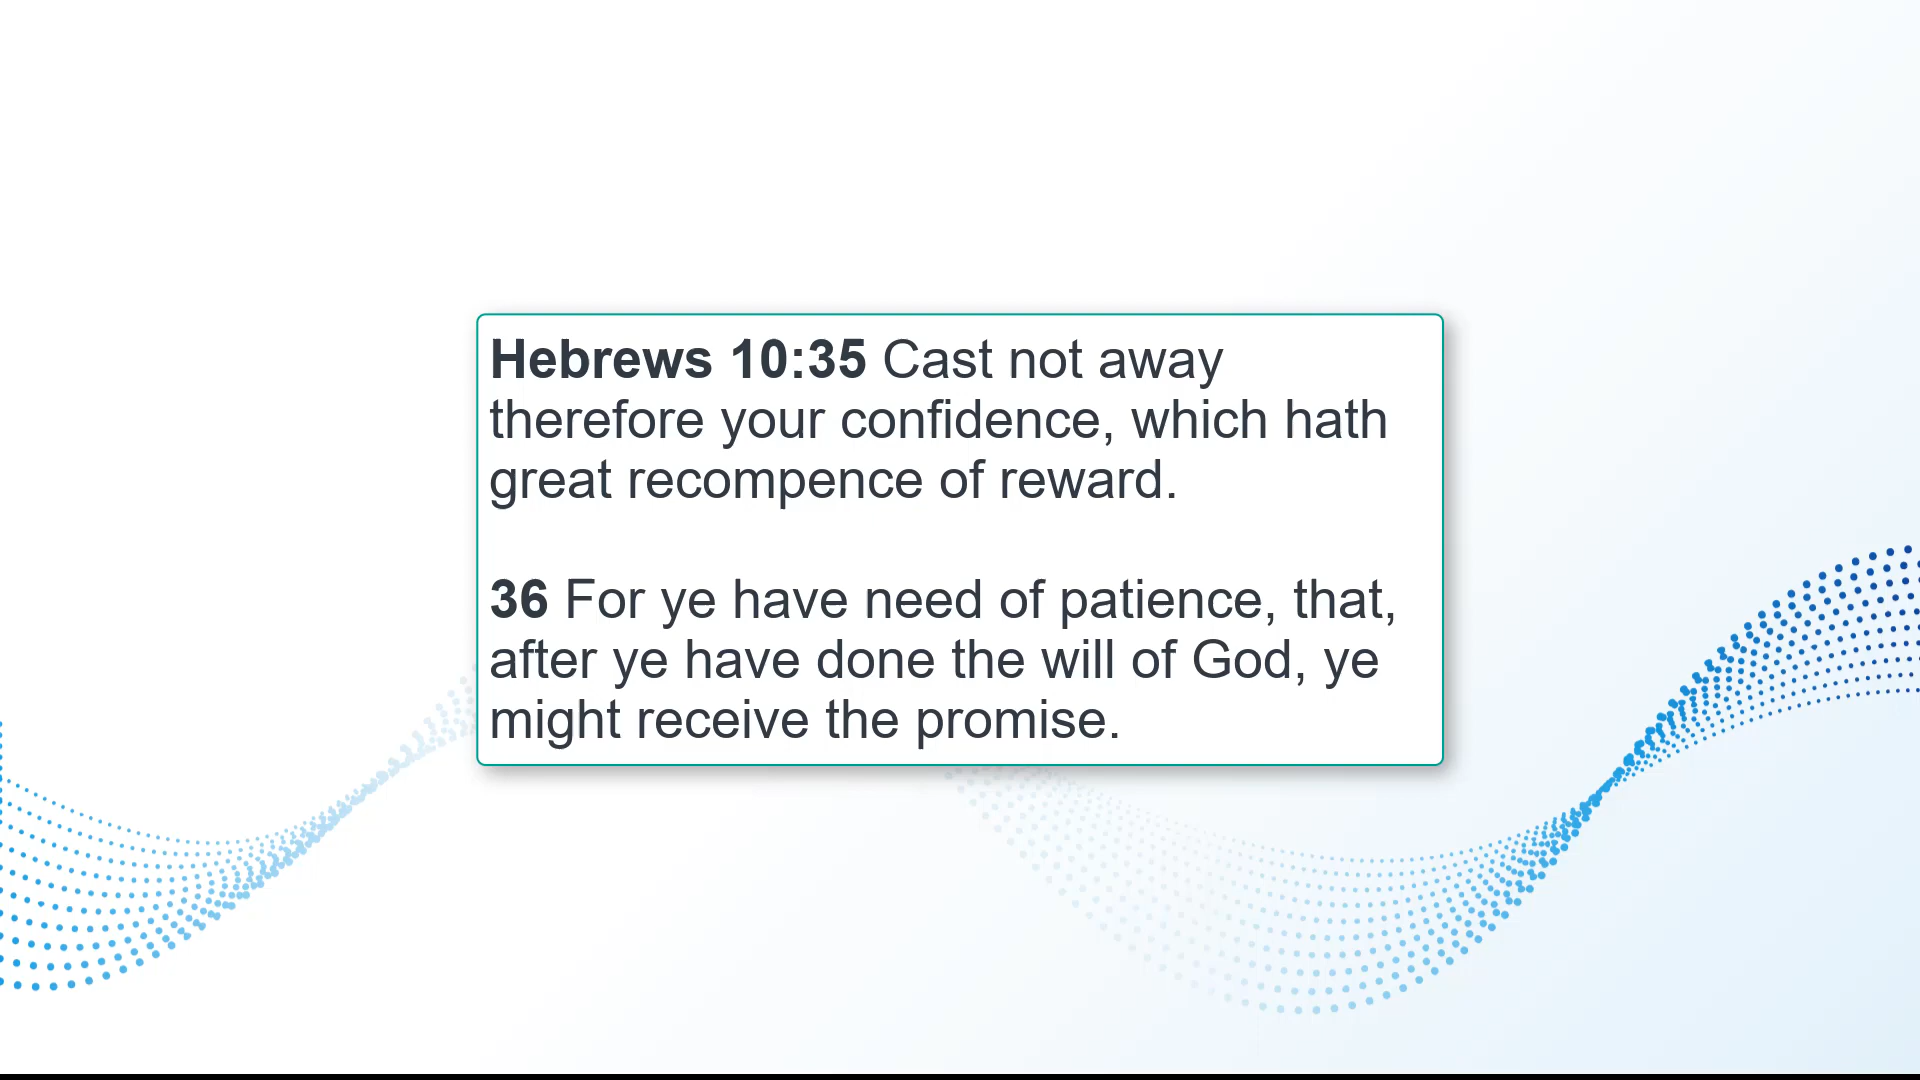 Hebrews 10:35 Cast not away
therefore your confidence, which hath
great recompence of reward.
36 For ye have need of patience, that,
after ye have done the will of God, ye
might receive the promise.